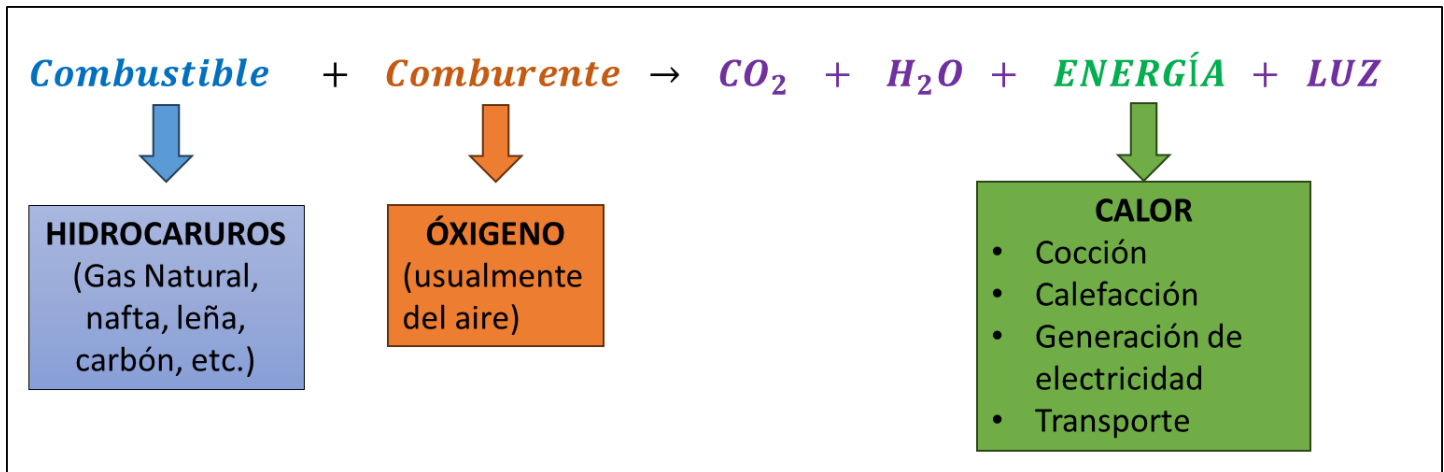 Combustible + Comburente → CO₂ + H₂O + ENERGÍA + LUZ
HIDROCARUROS
(Gas Natural,
nafta, leña,
carbón, etc.)
ÓXIGENO
(usualmente
del aire)
CALOR
• Cocción
• Calefacción
• Generación de
electricidad
• Transporte